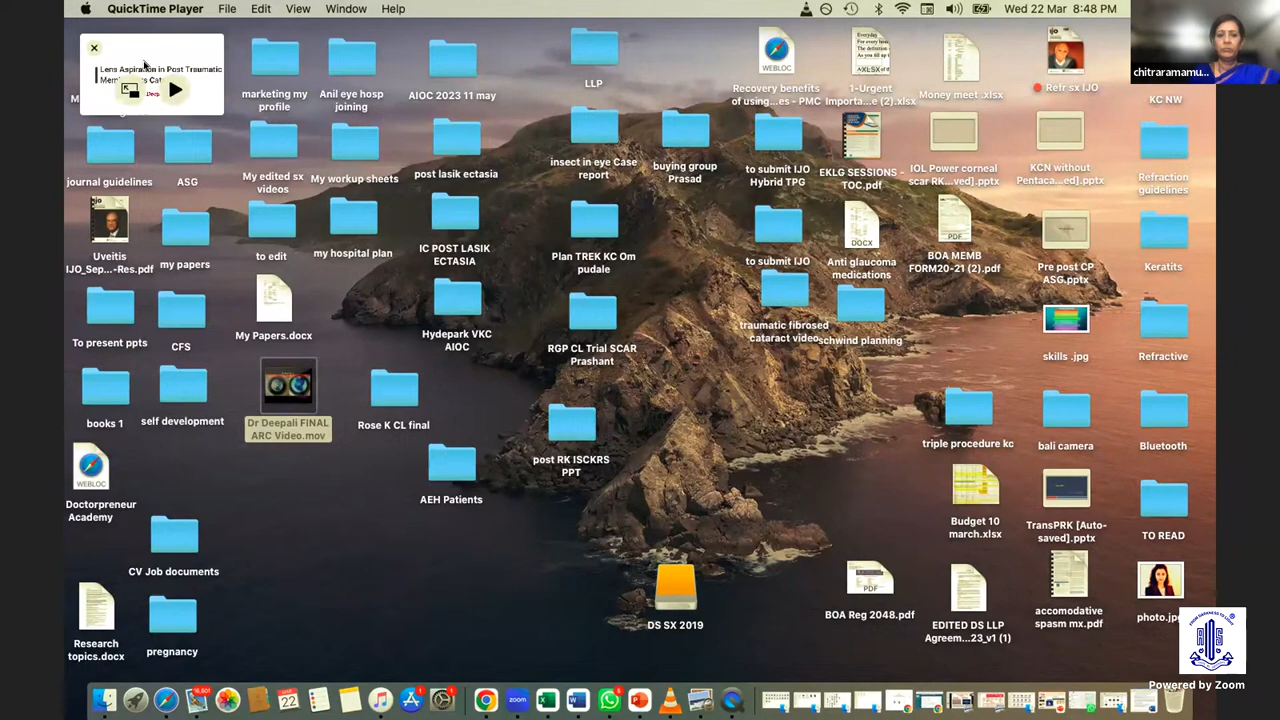 QuickTime Player File Edit View Window Help
Wed 22 Mar 8:48 PM
chitraramamu...
Lens Aspiration in Post Traumatic
marketing my
profile
Anil eye hosp
joining
AIOC 2023 11 may
LLP
Recovery benefits
of using...es - PMC
Everyday
XLSX
1-Urgent
Importa...e (2).xlsx
Money meet .xlsx
Refr sx IJO
KC NW
journal guidelines
ASG
My edited sx
videos
My workup sheets
post lasik ectasia
insect in eye Case
report
buying group
Prasad
to submit IJO
Hybrid TPG
EKLG SESSIONS -
TOC.pdf
IOL Power corneal
scar RK...ved].pptx
KCN without
Pentaca...ed].pptx
Refraction
guidelines
Uveitis
IJO_Sep...-Res.pdf
my papers
to edit
my hospital plan
IC POST LASIK
ECTASIA
Plan TREK KC Om
pudale
to submit IJO
DOCX
Anti glaucoma
medications
PDF
BOA MEMB
FORM20-21 (2).pdf
Pre post CP
ASG.pptx
Keratits
To present ppts
CFS
My Papers.docx
Hydepark VKC
AIOC
RGP CL Trial SCAR
Prashant
traumatic fibrosed
cataract video
schwind planning
skills .jpg
Refractive
books 1
self development
Dr Deepali FINAL
ARC Video.mov
Rose K CL final
post RK ISCKRS
PPT
triple procedure kc
bali camera
Bluetooth
WEBLOC
Doctorpreneur
Academy
AEH Patients
Budget 10
march.xlsx
TransPRK [Auto-
saved].pptx
TO READ
CV Job documents
DS SX 2019
PDF
BOA Reg 2048.pdf
EDITED DS LLP
Agreem...23_v1 (1)
accomodative
spasm mx.pdf
photo.jp
Research
topics.docx
pregnancy
Powered by Zoom